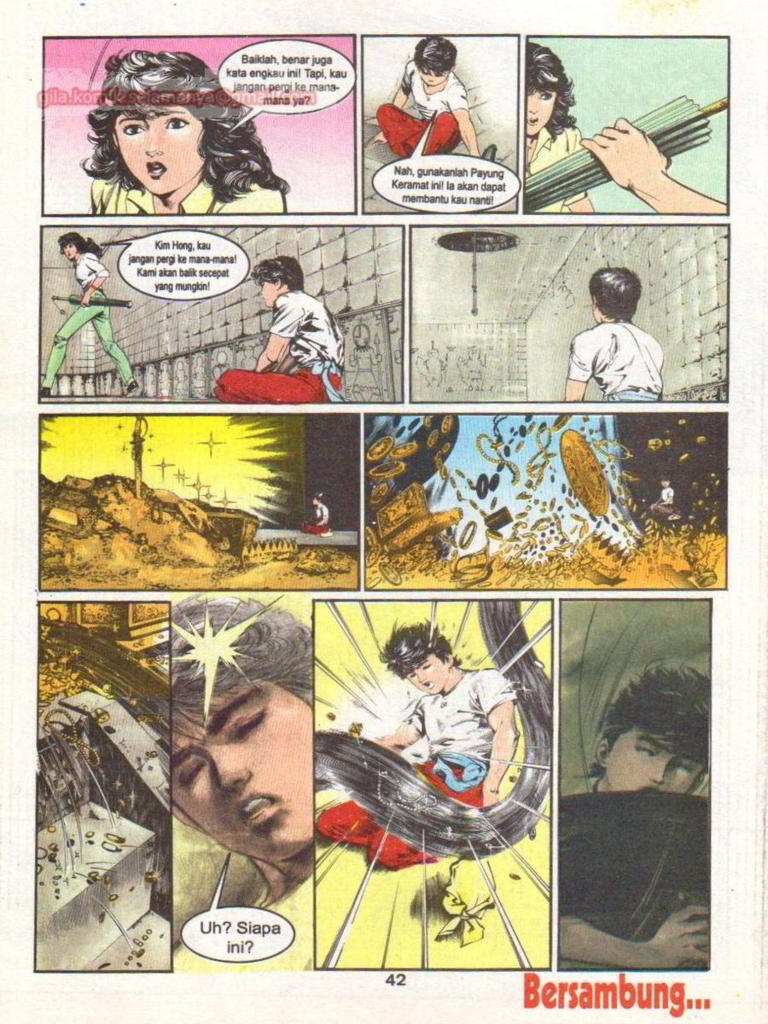 Baiklah, benar juga
kata engkau ini! Tapi, kau
jangan pergi ke mana-
mana ya?
Nah, gunakanlah Payung
Keramat ini! Ia akan dapat
membantu kau nanti!
Kim Hong, kau
jangan pergi ke mana-mana!
Kami akan balik secepat
yang mungkin!
Uh? Siapa
ini?
42
Bersambung...